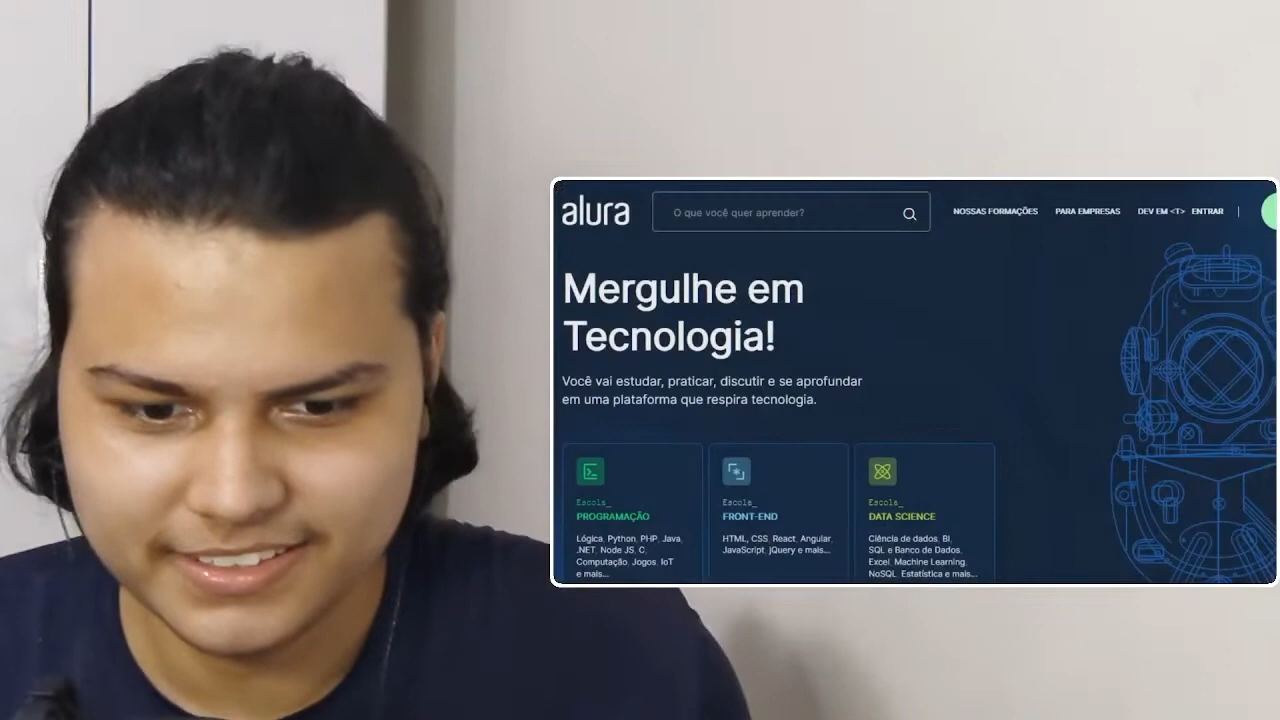 alura
O que você quer aprender?
NOSSAS FORMAÇÕES
PARA EMPRESAS
DEV EM <T>
ENTRAR
Mergulhe em
Tecnologia!
Você vai estudar, praticar, discutir e se aprofundar
em uma plataforma que respira tecnologia.
Escola_
PROGRAMAÇÃO
Lógica, Python, PHP, Java,
.NET, Node JS, C,
Computação, Jogos, IoT
e mais...
Escola_
FRONT-END
HTML, CSS, React, Angular,
JavaScript, jQuery e mais...
Escola_
DATA SCIENCE
Ciência de dados, BI,
SQL e Banco de Dados,
Excel, Machine Learning,
NoSQL, Estatística e mais...